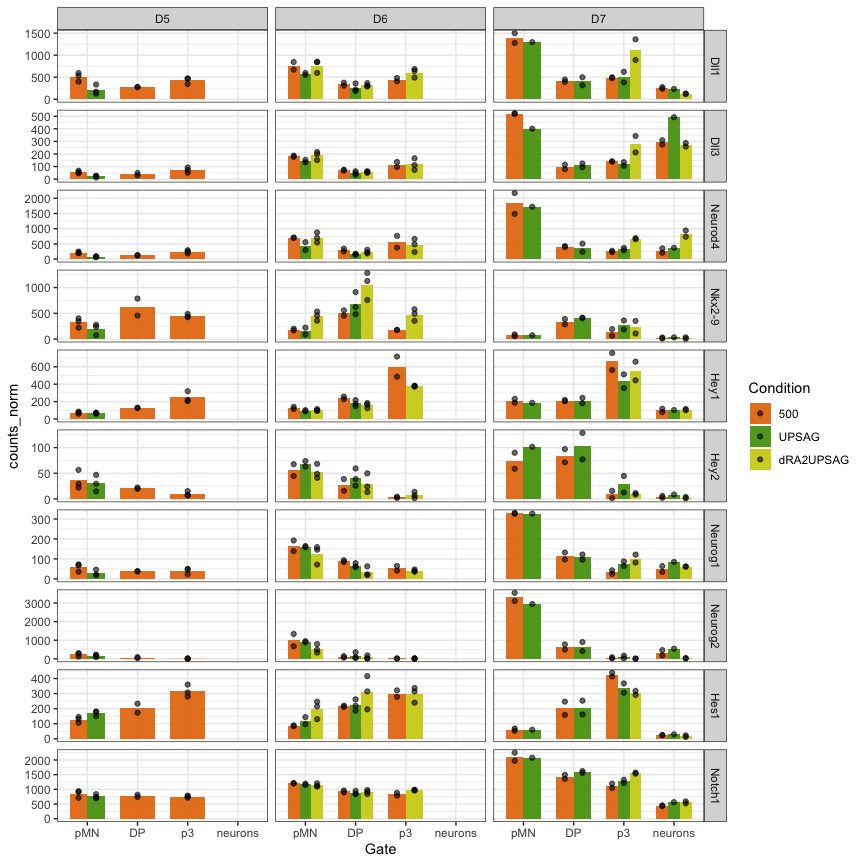 D5 D6 D7
1500
1000
500
0
Dll1
500
400
300
200
100
0
Dll3
2000
1500
1000
500
0
Neurod4
1000
500
0
Nkx2-9
600
400
200
0
Hey1
100
50
0
Hey2
300
200
100
0
Neurog1
3000
2000
1000
0
Neurog2
400
300
200
100
0
Hes1
2000
1500
1000
500
0
Notch1
counts_norm
pMN DP p3 neurons pMN DP p3 neurons pMN DP p3 neurons
Gate
Condition
500
UPSAG
dRA2UPSAG